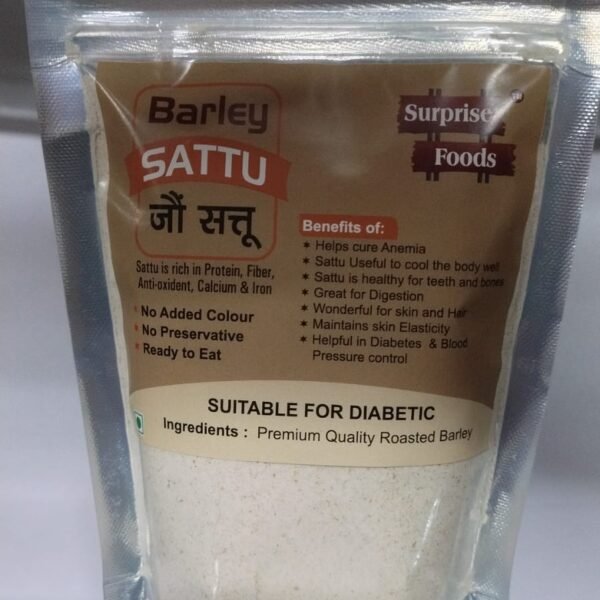 Barley
SATTU
जौं सत्तू
Surprise
Foods
Sattu is rich in Protein, Fiber,
Anti-oxident, Calcium & Iron
* No Added Colour
* No Preservative
* Ready to Eat
Benefits of:
* Helps cure Anemia
* Sattu Useful to cool the body well
* Sattu is healthy for teeth and bones
* Great for Digestion
* Wonderful for skin and Hair
* Maintains skin Elasticity
* Helpful in Diabetes & Blood
Pressure control
SUITABLE FOR DIABETIC
Ingredients : Premium Quality Roasted Barley